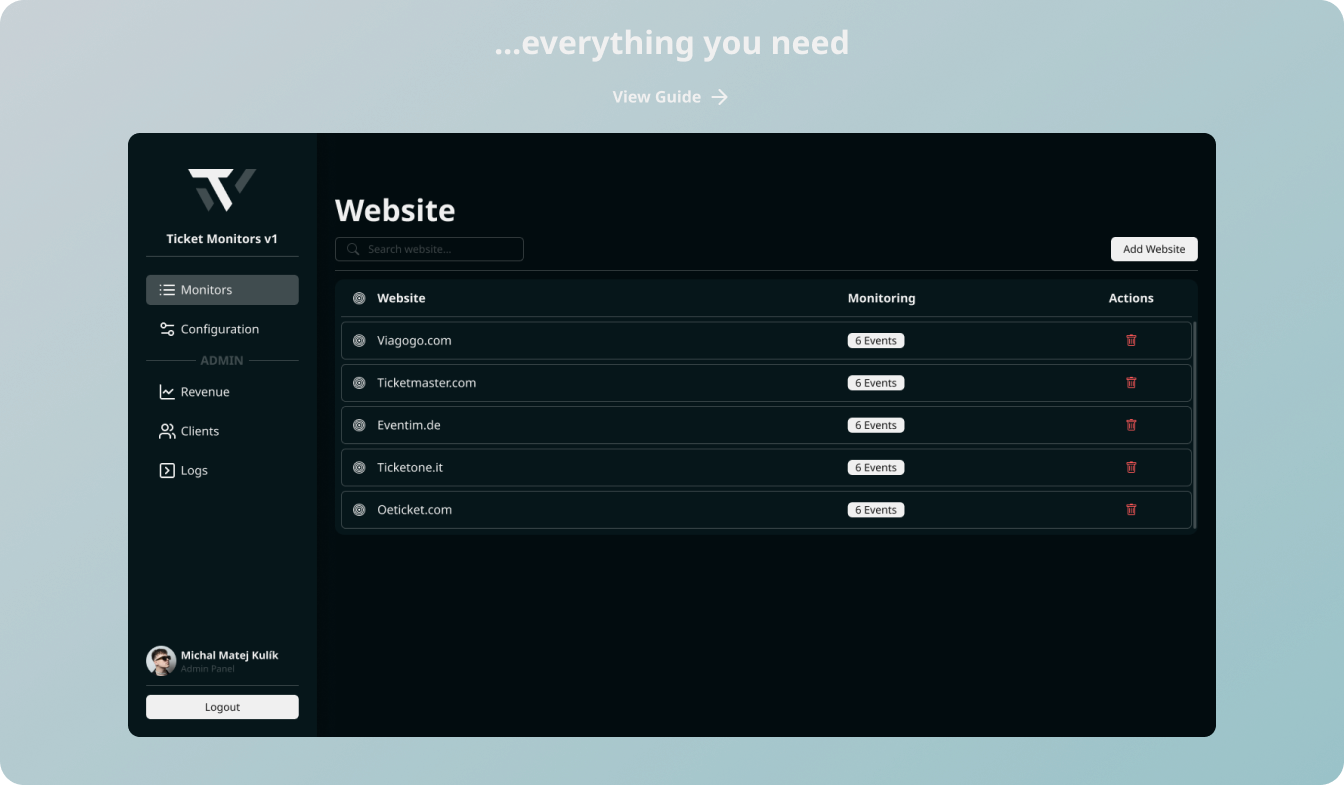 ...everything you need
View Guide
Ticket Monitors v1
Monitors
Configuration
ADMIN
Revenue
Clients
Logs
Michal Matej Kulík
Admin Panel
Logout
Website
Search website...
Add Website
Website Monitoring Actions
Viagogo.com 6 Events
Ticketmaster.com 6 Events
Eventim.de 6 Events
Ticketone.it 6 Events
Oeticket.com 6 Events